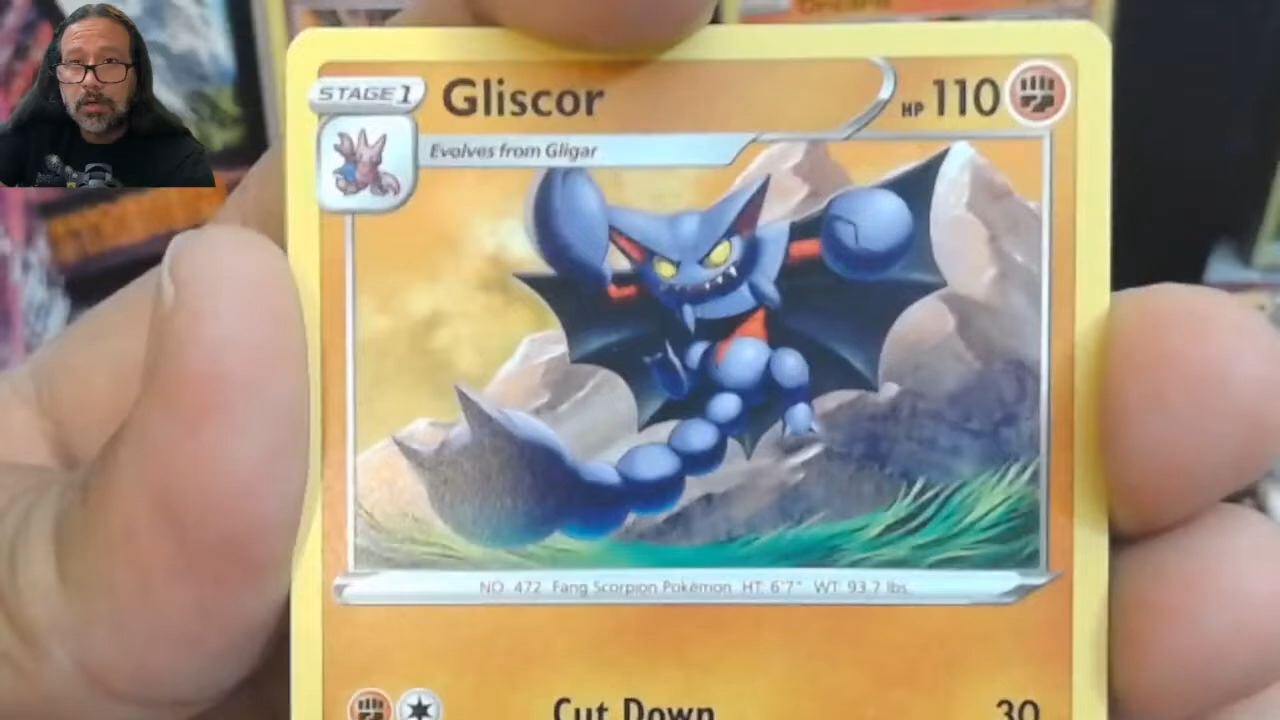 STAGE 1
Gliscor
HP 110
Evolves from Gligar
NO. 472 Fang Scorpion Pokémon HT: 6'7" WT: 93.7 lbs.
Cut Down
30